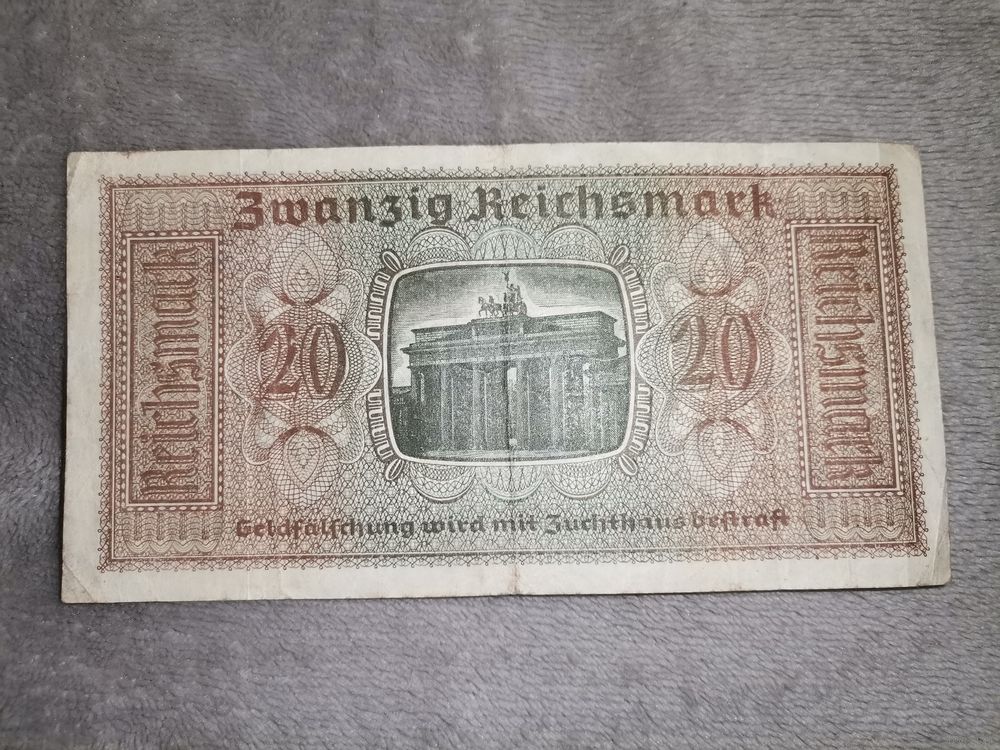 Zwanzig Reichsmark
Reichsmark
20
20
Reichsmark
Geldfälschung wird mit Zuchthaus bestraft